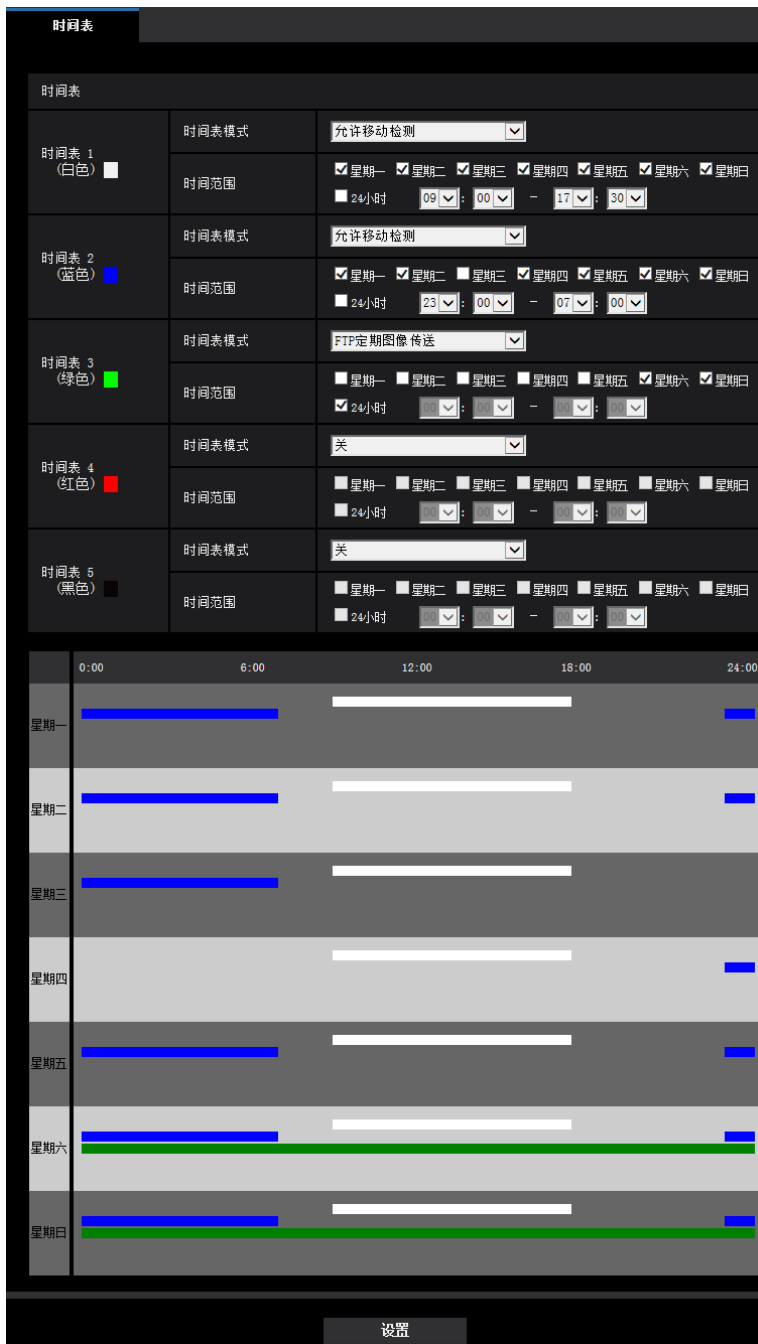 时间表
时间表
时间表 1
(白色)
时间表模式
允许移动检测
时间范围
星期一 星期二 星期三 星期四 星期五 星期六 星期日
24小时 09 : 00 - 17 : 30
时间表 2
(蓝色)
时间表模式
允许移动检测
时间范围
星期一 星期二 星期三 星期四 星期五 星期六 星期日
24小时 23 : 00 - 07 : 00
时间表 3
(绿色)
时间表模式
FTP定期图像传送
时间范围
星期一 星期二 星期三 星期四 星期五 星期六 星期日
24小时 00 : 00 - 00 : 00
时间表 4
(红色)
时间表模式
关
时间范围
星期一 星期二 星期三 星期四 星期五 星期六 星期日
24小时 00 : 00 - 00 : 00
时间表 5
(黑色)
时间表模式
关
时间范围
星期一 星期二 星期三 星期四 星期五 星期六 星期日
24小时 00 : 00 - 00 : 00
0:00 6:00 12:00 18:00 24:00
星期一
星期二
星期三
星期四
星期五
星期六
星期日
设置